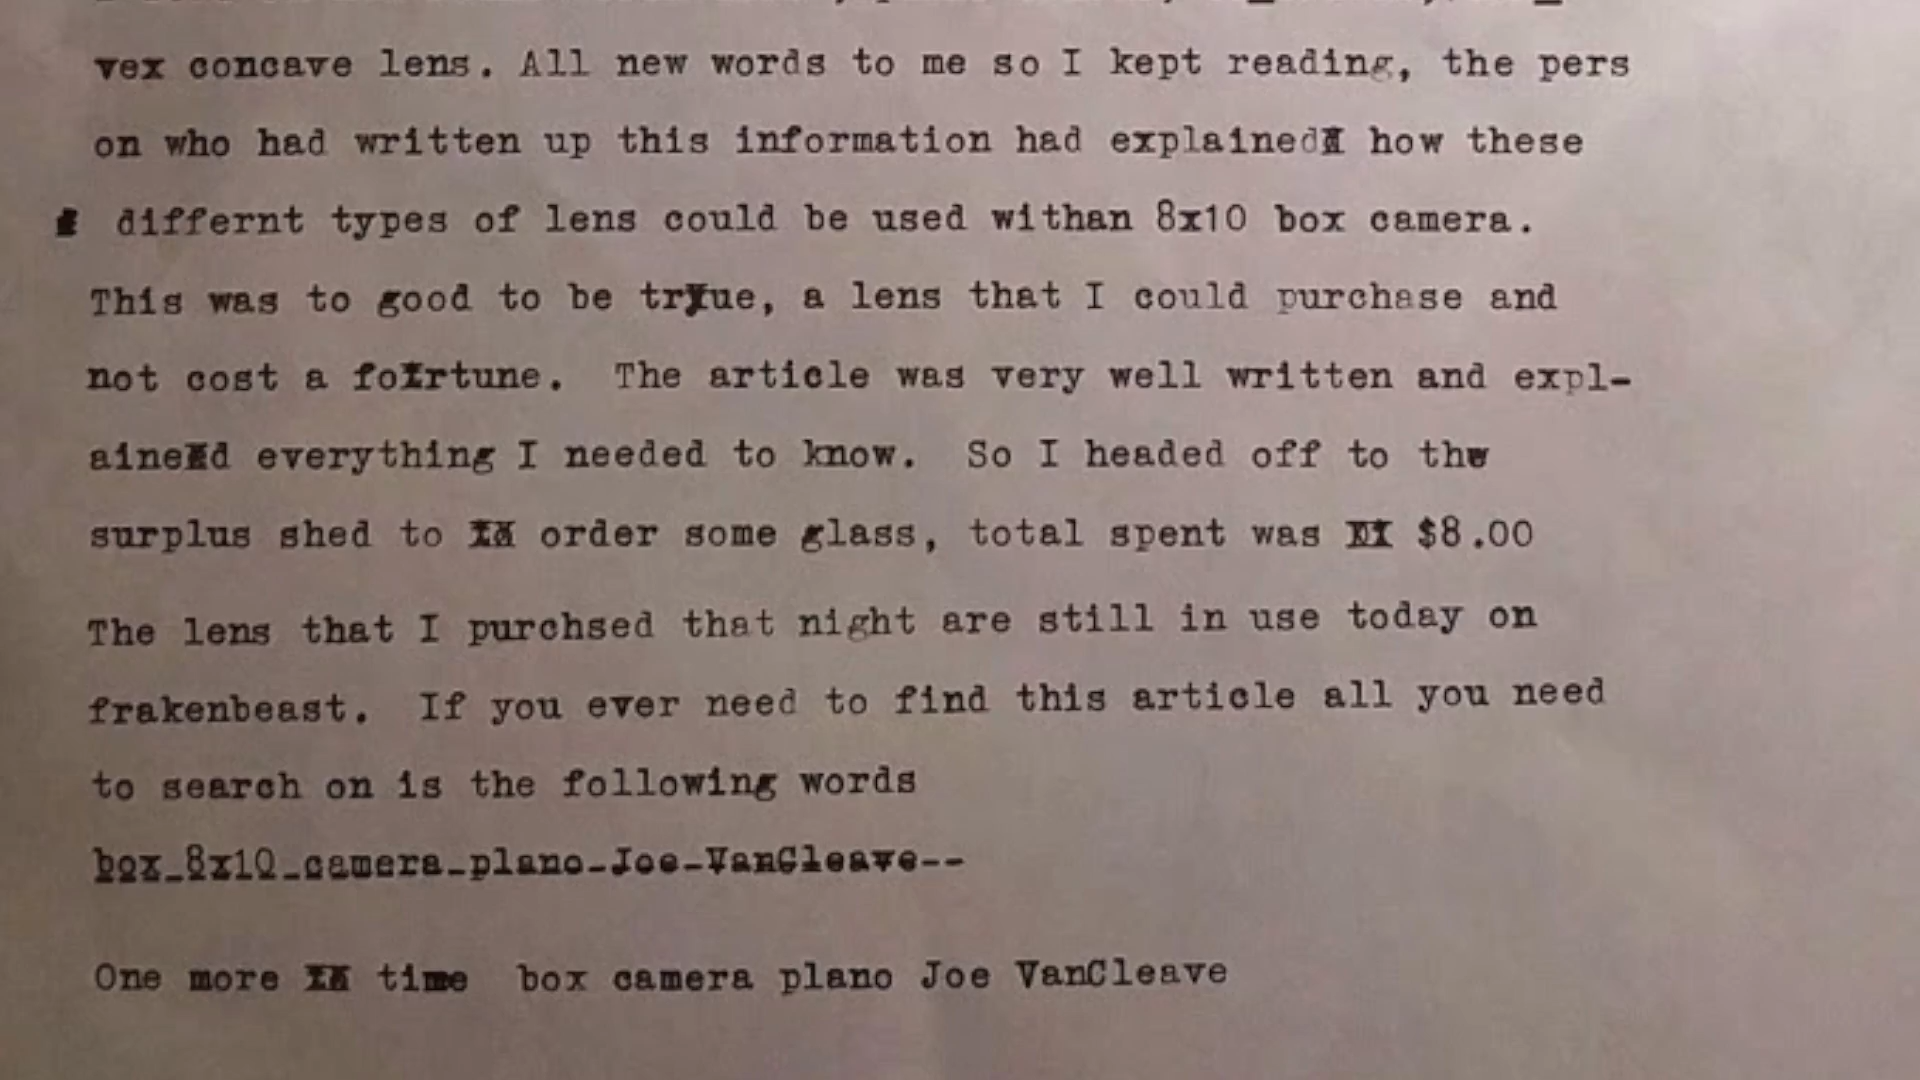 vex concave lens. All new words to me so I kept reading, the pers
on who had written up this information had explained how these
differnt types of lens could be used withan 8x10 box camera.
This was to good to be true, a lens that I could purchase and
not cost a fortune. The article was very well written and expl-
ained everything I needed to know. So I headed off to the
surplus shed to order some glass, total spent was $8.00
The lens that I purchsed that night are still in use today on
frakenbeast. If you ever need to find this article all you need
to search on is the following words
box_8x10_camera_plano_Joe_VanCleave--
One more time box camera plano Joe VanCleave